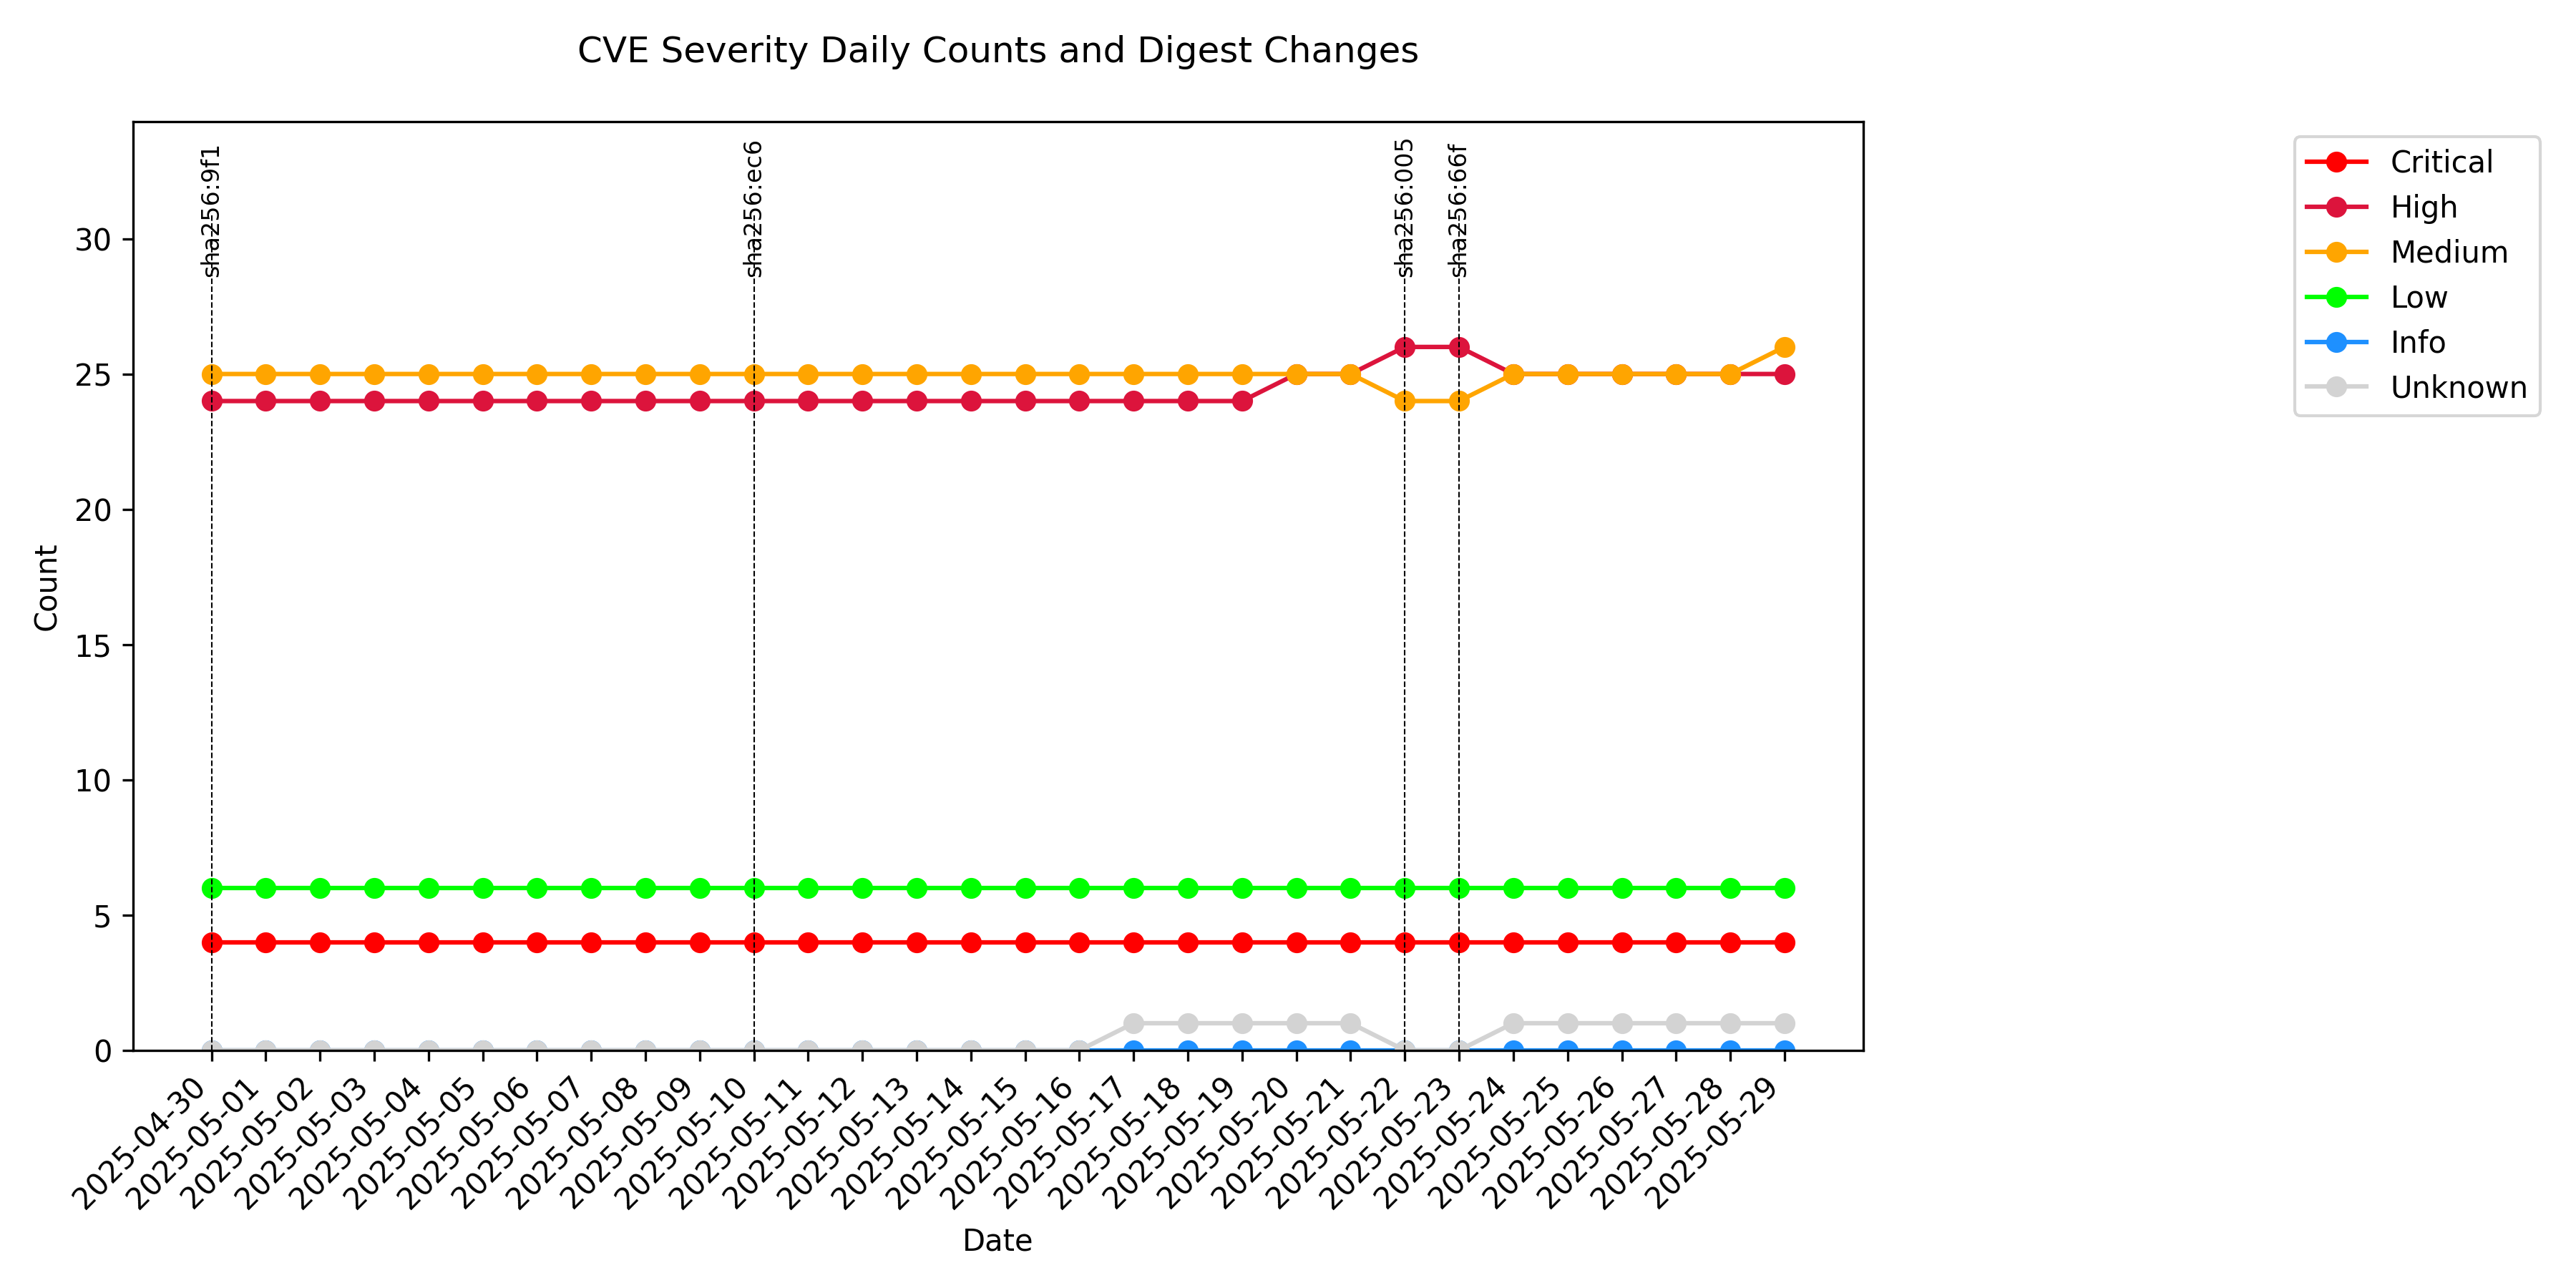 CVE Severity Daily Counts and Digest Changes
sha256:9f1
sha256:ec6
sha256:005
sha256:66f
Critical
High
Medium
Low
Info
Unknown
Count
30
25
20
15
10
5
0
2025-04-30
2025-05-01
2025-05-02
2025-05-03
2025-05-04
2025-05-05
2025-05-06
2025-05-07
2025-05-08
2025-05-09
2025-05-10
2025-05-11
2025-05-12
2025-05-13
2025-05-14
2025-05-15
2025-05-16
2025-05-17
2025-05-18
2025-05-19
2025-05-20
2025-05-21
2025-05-22
2025-05-23
2025-05-24
2025-05-25
2025-05-26
2025-05-27
2025-05-28
2025-05-29
Date